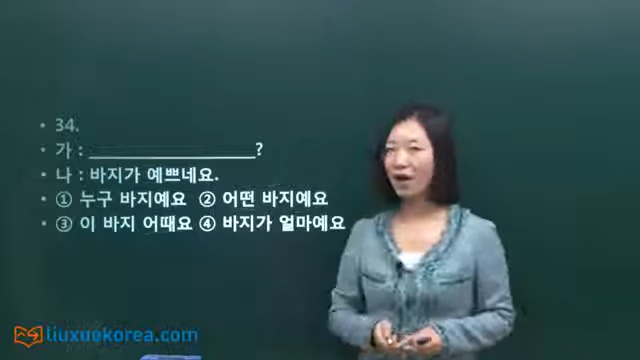 34.
가 : ____________________?
나 : 바지가 예쁘네요.
① 누구 바지예요 ② 어떤 바지예요
③ 이 바지 어때요 ④ 바지가 얼마예요
liuxuekorea.com